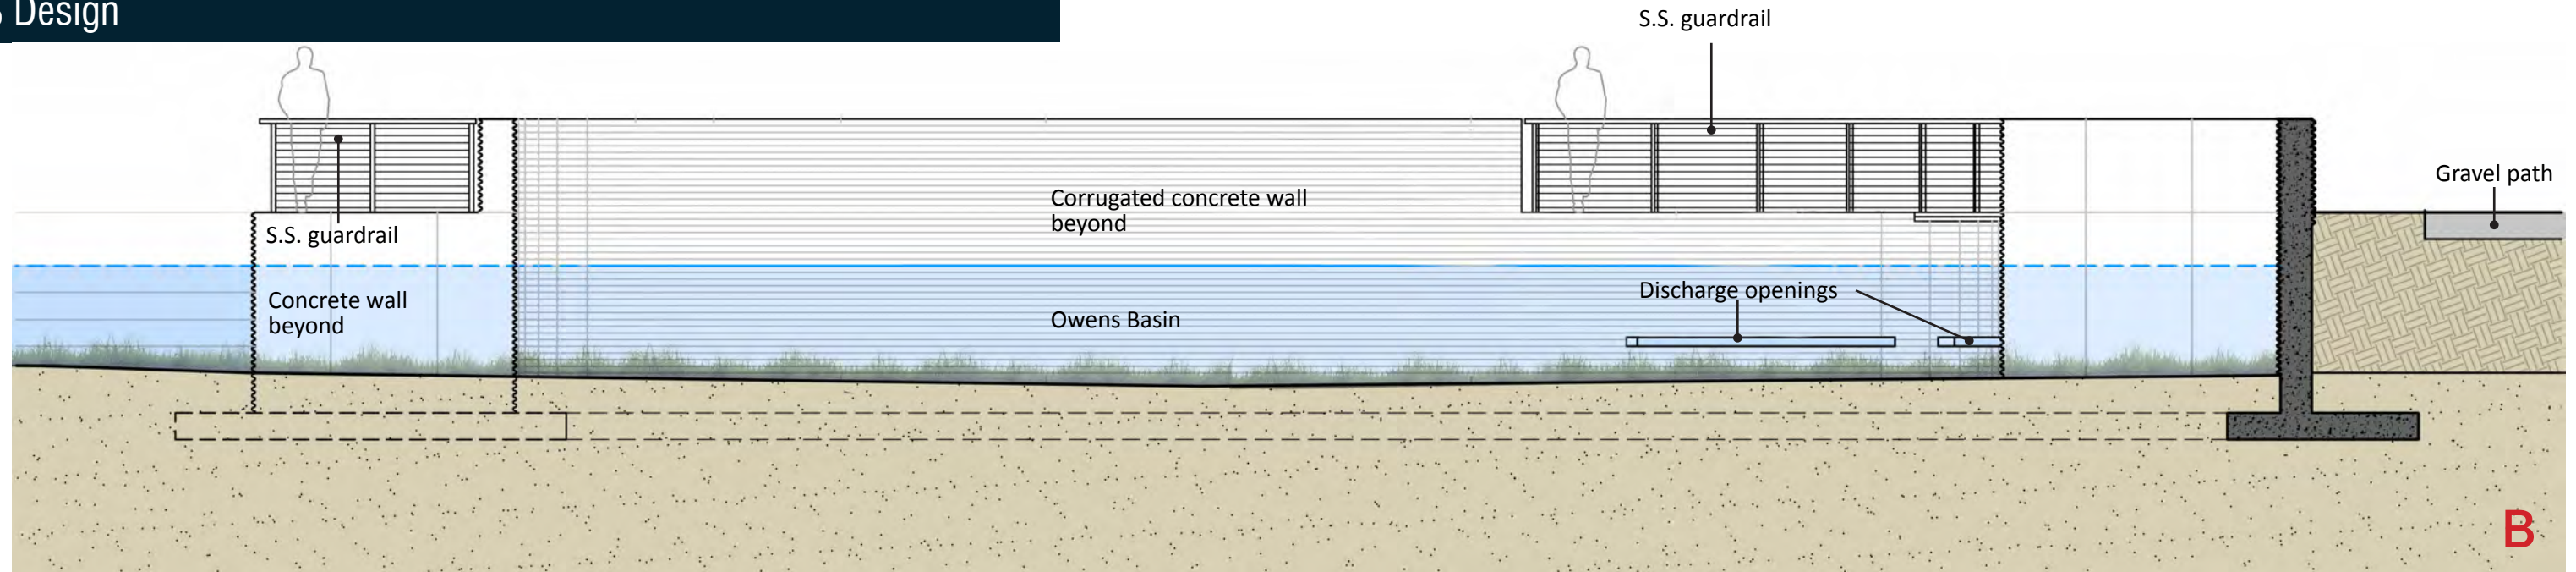 Design
S.S. guardrail
Gravel path
Corrugated concrete wall
beyond
S.S. guardrail
Discharge openings
Concrete wall
beyond
Owens Basin
B